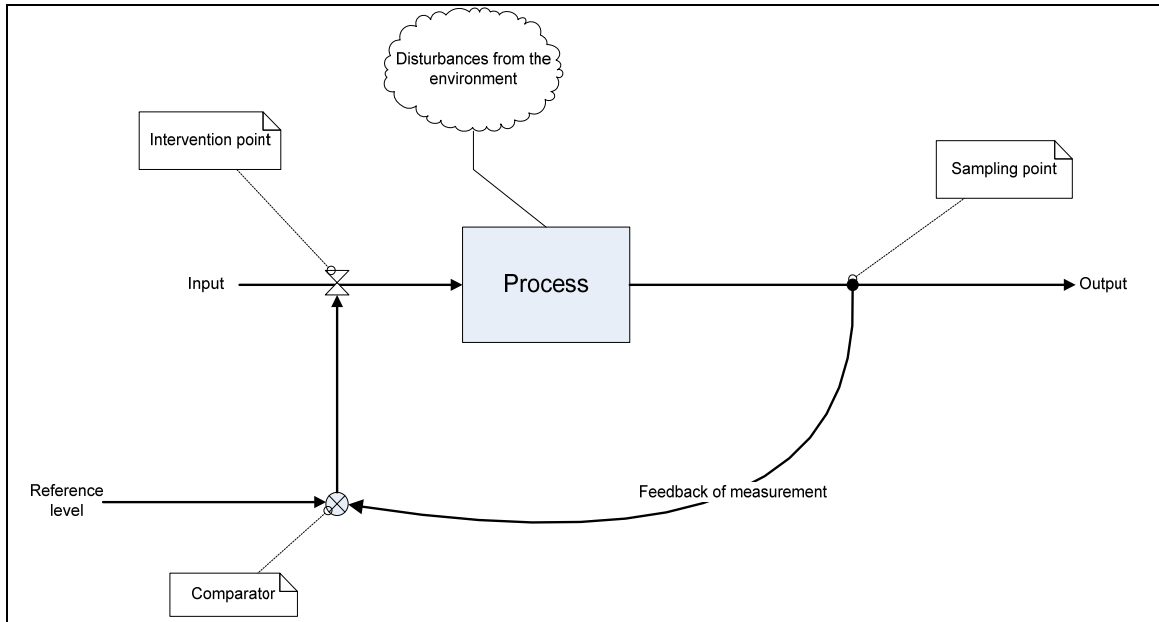 Disturbances from the
environment
Intervention point
Sampling point
Input
Process
Output
Reference
level
Feedback of measurement
Comparator